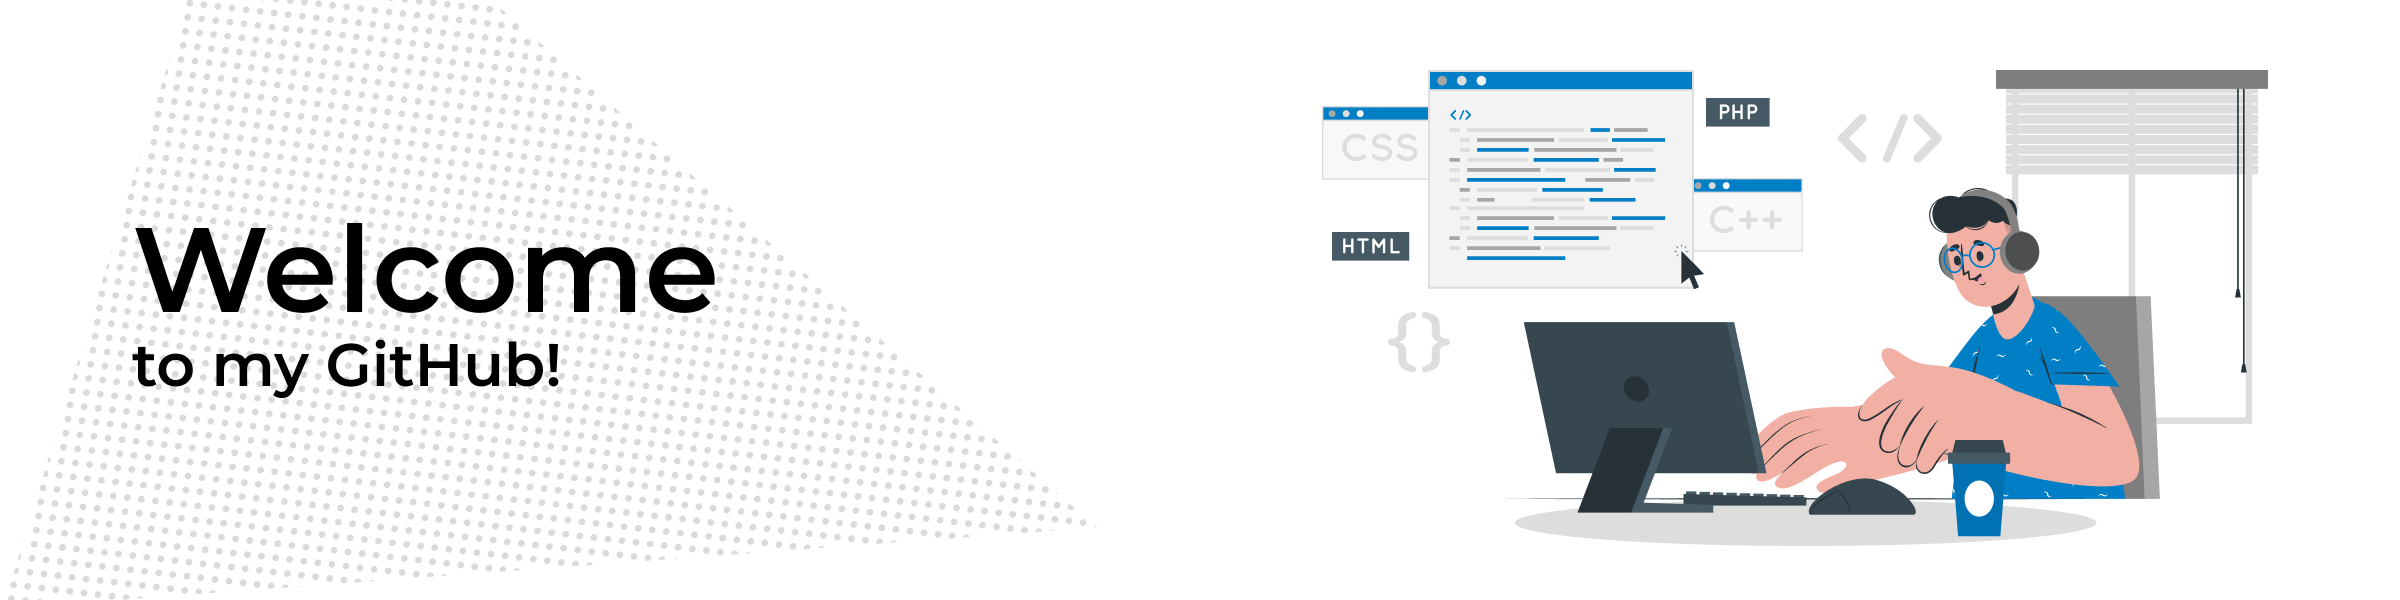 Welcome
to my GitHub!
CSS
</>
PHP
</>
C++
HTML
{}